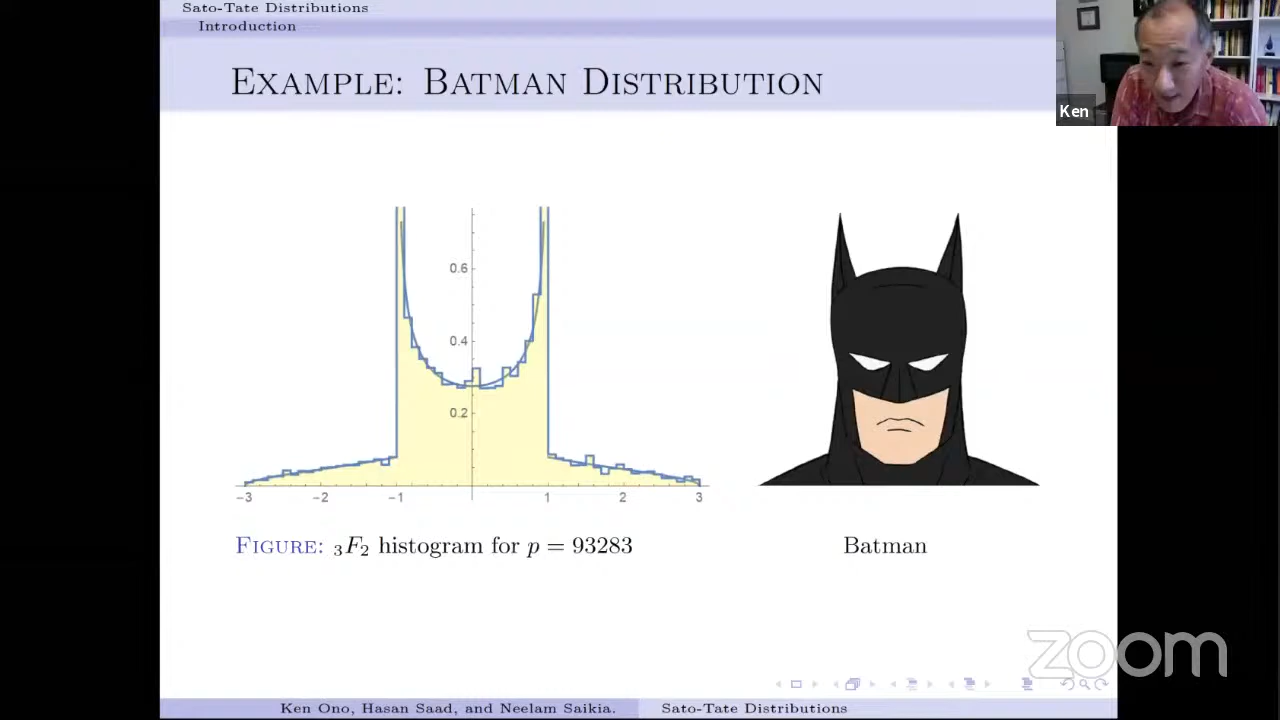 Sato-Tate Distributions
Introduction
EXAMPLE: BATMAN DISTRIBUTION
Ken
0.6
0.4
0.2
−3 −2 −1 1 2 3
FIGURE: ₃F₂ histogram for p = 93283
Batman
zoom
Ken Ono, Hasan Saad, and Neelam Saikia. Sato-Tate Distributions